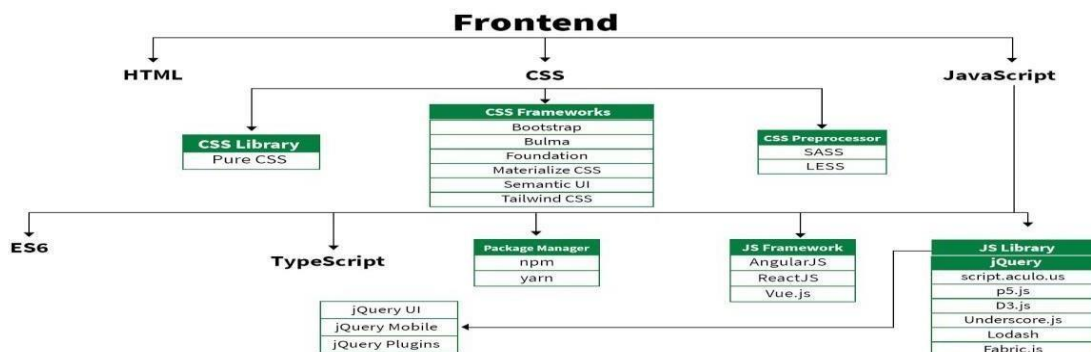 Frontend
HTML
CSS
JavaScript
CSS Library
Pure CSS
CSS Frameworks
Bootstrap
Bulma
Foundation
Materialize CSS
Semantic UI
Tailwind CSS
CSS Preprocessor
SASS
LESS
ES6
TypeScript
Package Manager
npm
yarn
JS Framework
AngularJS
ReactJS
Vue.js
JS Library
jQuery
script.aculo.us
p5.js
D3.js
Underscore.js
Lodash
Fabric.js
jQuery UI
jQuery Mobile
jQuery Plugins